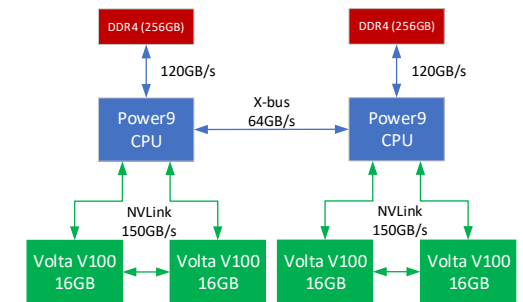 DDR4 (256GB)
DDR4 (256GB)
120GB/s
120GB/s
X-bus
64GB/s
Power9
CPU
Power9
CPU
NVLink
150GB/s
NVLink
150GB/s
Volta V100
16GB
Volta V100
16GB
Volta V100
16GB
Volta V100
16GB